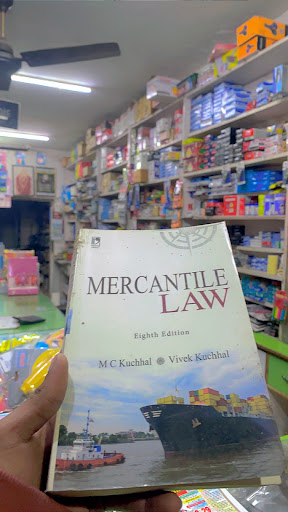 MERCANTILE
LAW
Eighth Edition
M C Kuchhal Vivek Kuchhal